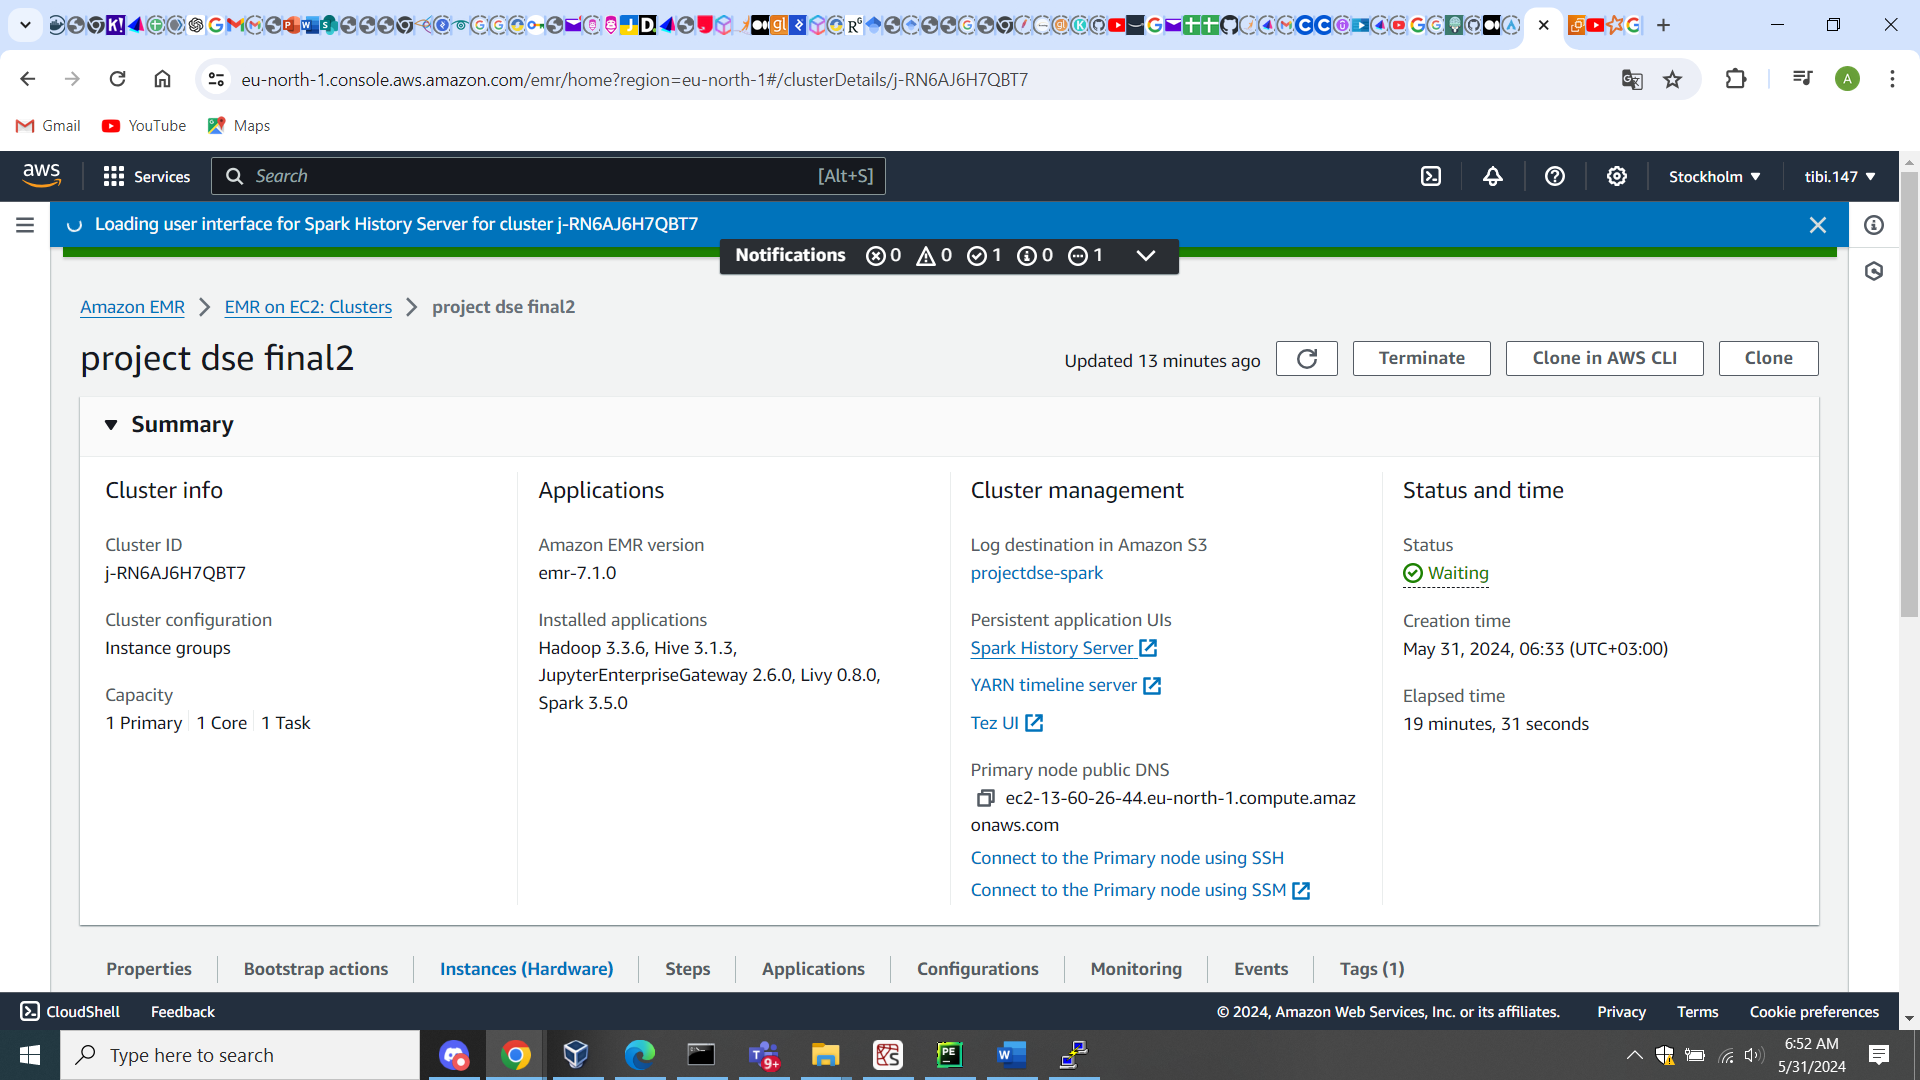 eu-north-1.console.aws.amazon.com/emr/home?region=eu-north-1#/clusterDetails/j-RN6AJ6H7QBT7
A
Gmail
YouTube
Maps
aws
Services
Search
[Alt+S]
Stockholm
tibi.147
Loading user interface for Spark History Server for cluster j-RN6AJ6H7QBT7
Notifications 0 0 1 0 1
Amazon EMR
EMR on EC2: Clusters
project dse final2
project dse final2
Updated 13 minutes ago
Terminate
Clone in AWS CLI
Clone
Summary
Cluster info
Cluster ID
j-RN6AJ6H7QBT7
Cluster configuration
Instance groups
Capacity
1 Primary 1 Core 1 Task
Applications
Amazon EMR version
emr-7.1.0
Installed applications
Hadoop 3.3.6, Hive 3.1.3,
JupyterEnterpriseGateway 2.6.0, Livy 0.8.0,
Spark 3.5.0
Cluster management
Log destination in Amazon S3
projectdse-spark
Persistent application UIs
Spark History Server
YARN timeline server
Tez UI
Primary node public DNS
ec2-13-60-26-44.eu-north-1.compute.amaz
onaws.com
Connect to the Primary node using SSH
Connect to the Primary node using SSM
Status and time
Status
Waiting
Creation time
May 31, 2024, 06:33 (UTC+03:00)
Elapsed time
19 minutes, 31 seconds
Properties
Bootstrap actions
Instances (Hardware)
Steps
Applications
Configurations
Monitoring
Events
Tags (1)
CloudShell
Feedback
© 2024, Amazon Web Services, Inc. or its affiliates.
Privacy
Terms
Cookie preferences
Type here to search
9+
PE
W
6:52 AM
5/31/2024